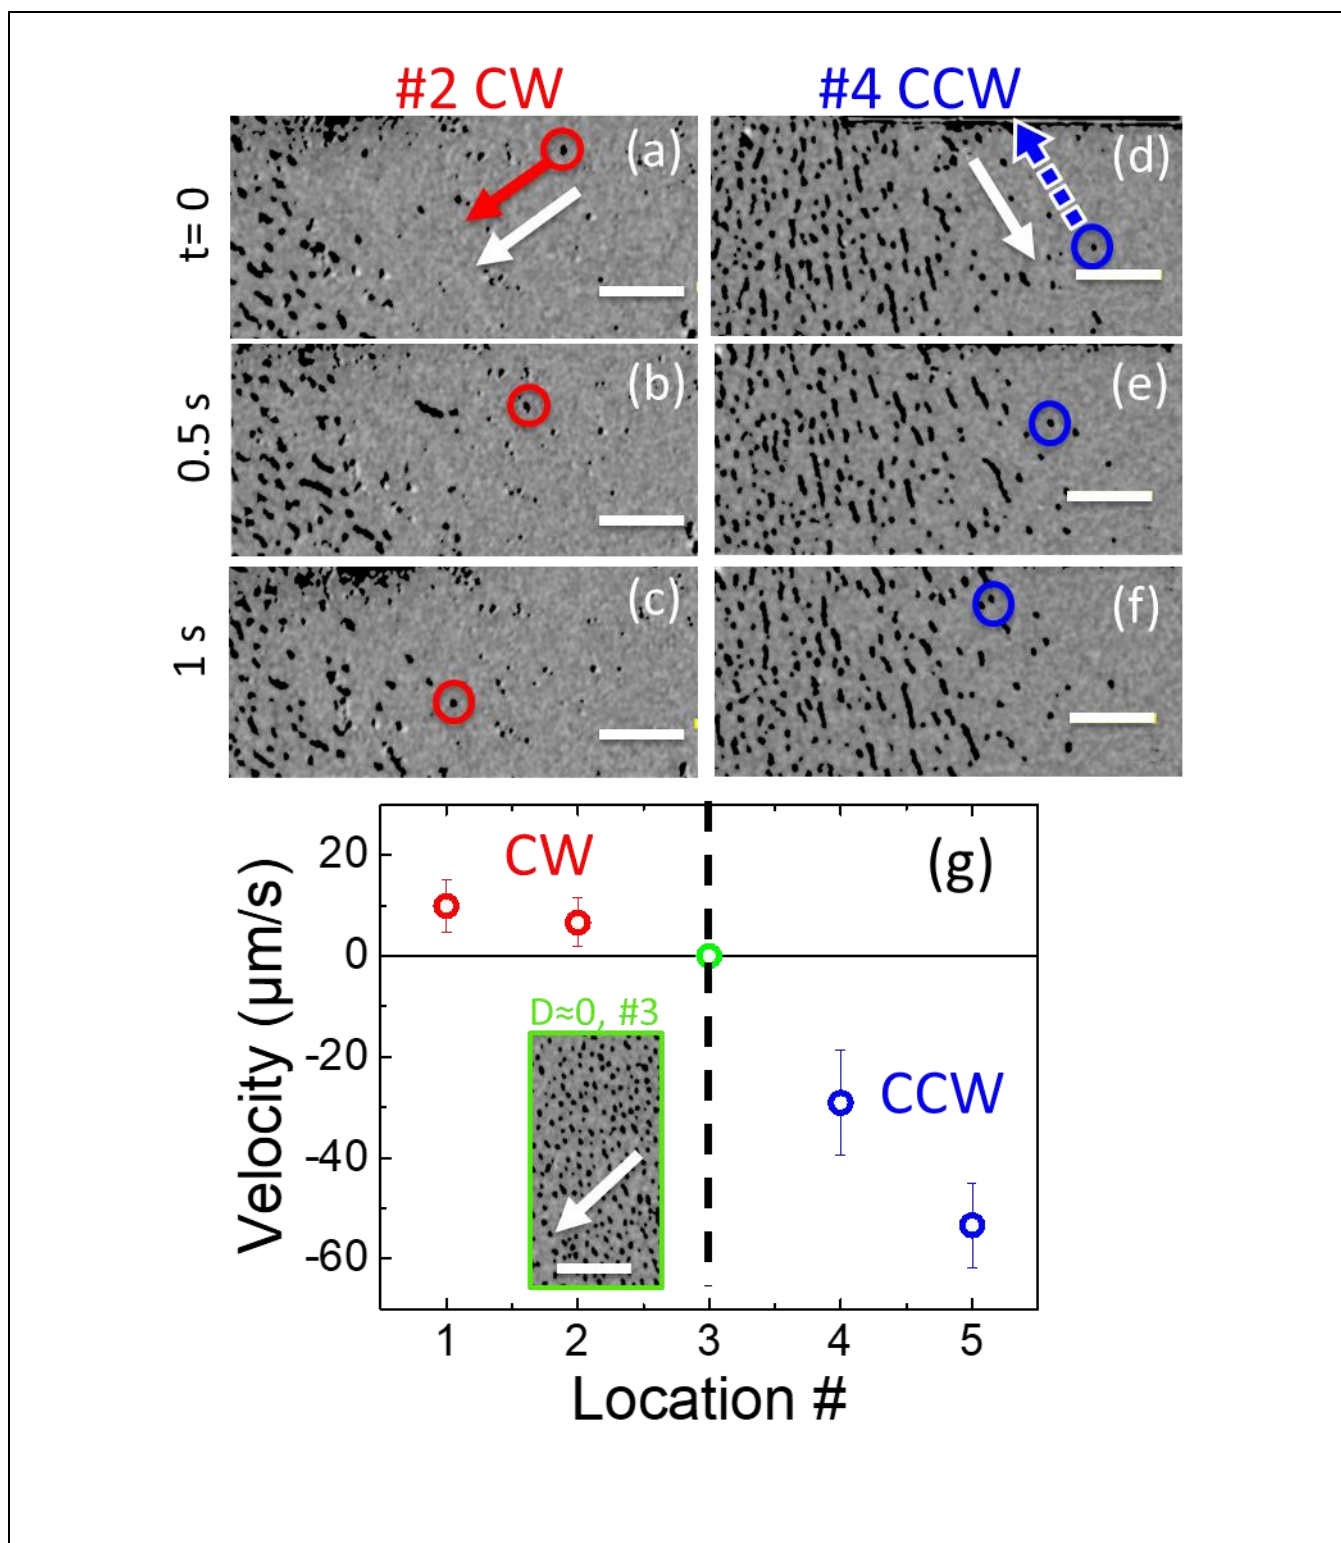 #2 CW
#4 CCW
t= 0
(a)
(d)
0.5 s
(b)
(e)
1 s
(c)
(f)
(g)
CW
CCW
D≈0, #3
Velocity (μm/s)
20
0
-20
-40
-60
1 2 3 4 5
Location #